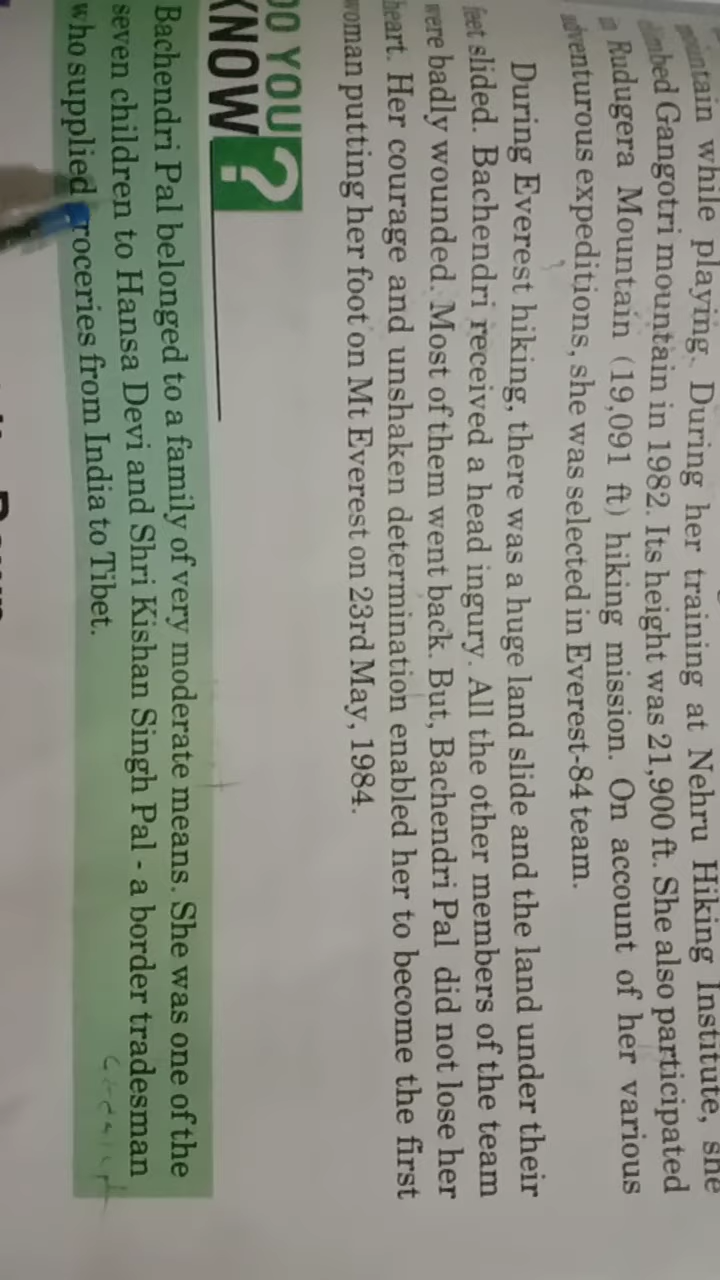 mountain while playing. During her training at Nehru Hiking Institute, she
climbed Gangotri mountain in 1982. Its height was 21,900 ft. She also participated
Rudugera Mountain (19,091 ft) hiking mission. On account of her various
adventurous expeditions, she was selected in Everest-84 team.
During Everest hiking, there was a huge land slide and the land under their
feet slided. Bachendri received a head ingury. All the other members of the team
were badly wounded. Most of them went back. But, Bachendri Pal did not lose her
heart. Her courage and unshaken determination enabled her to become the first
woman putting her foot on Mt Everest on 23rd May, 1984.
DO YOU
KNOW ?
Bachendri Pal belonged to a family of very moderate means. She was one of the
seven children to Hansa Devi and Shri Kishan Singh Pal - a border tradesman
who supplied groceries from India to Tibet.